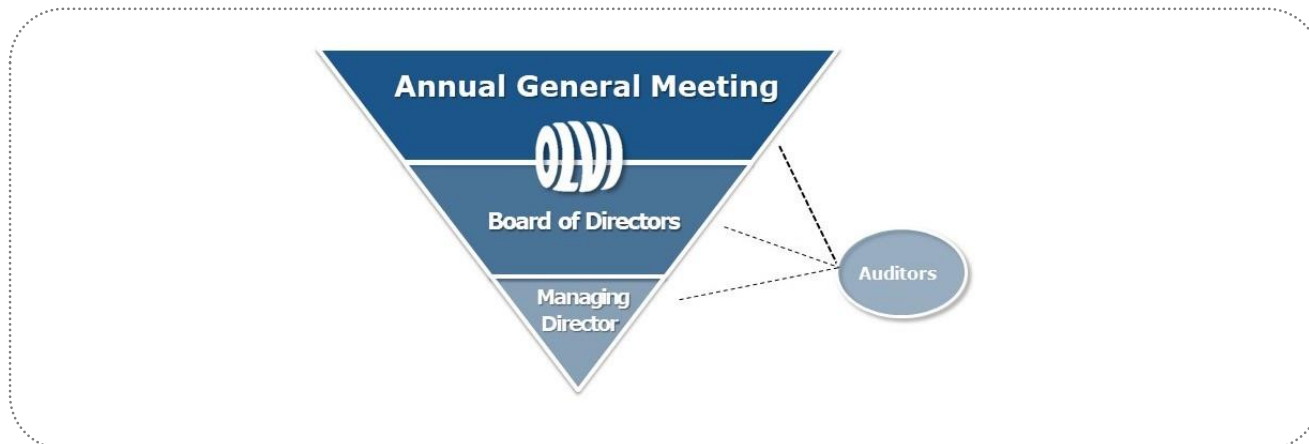 Annual General Meeting
OLVI
Board of Directors
Managing
Director
Auditors